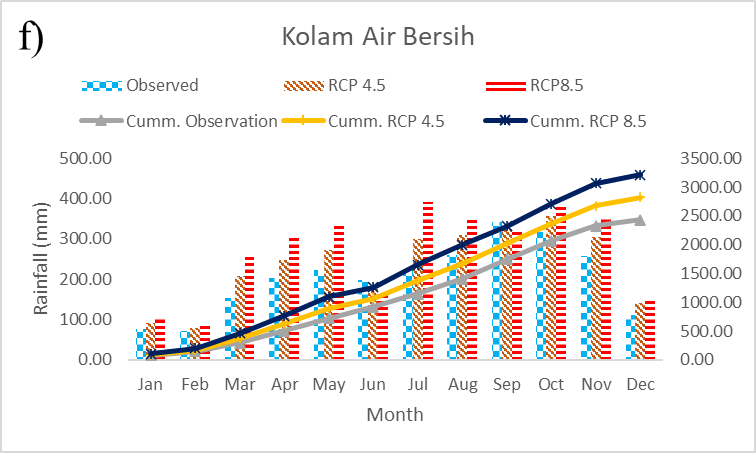 f)
Kolam Air Bersih
Observed RCP 4.5 RCP8.5
Cumm. Observation Cumm. RCP 4.5 Cumm. RCP 8.5
500.00 3500.00
400.00 3000.00
300.00 2500.00
200.00 2000.00
100.00 1500.00
0.00 1000.00
500.00
0.00
Rainfall (mm)
Jan Feb Mar Apr May Jun Jul Aug Sep Oct Nov Dec
Month